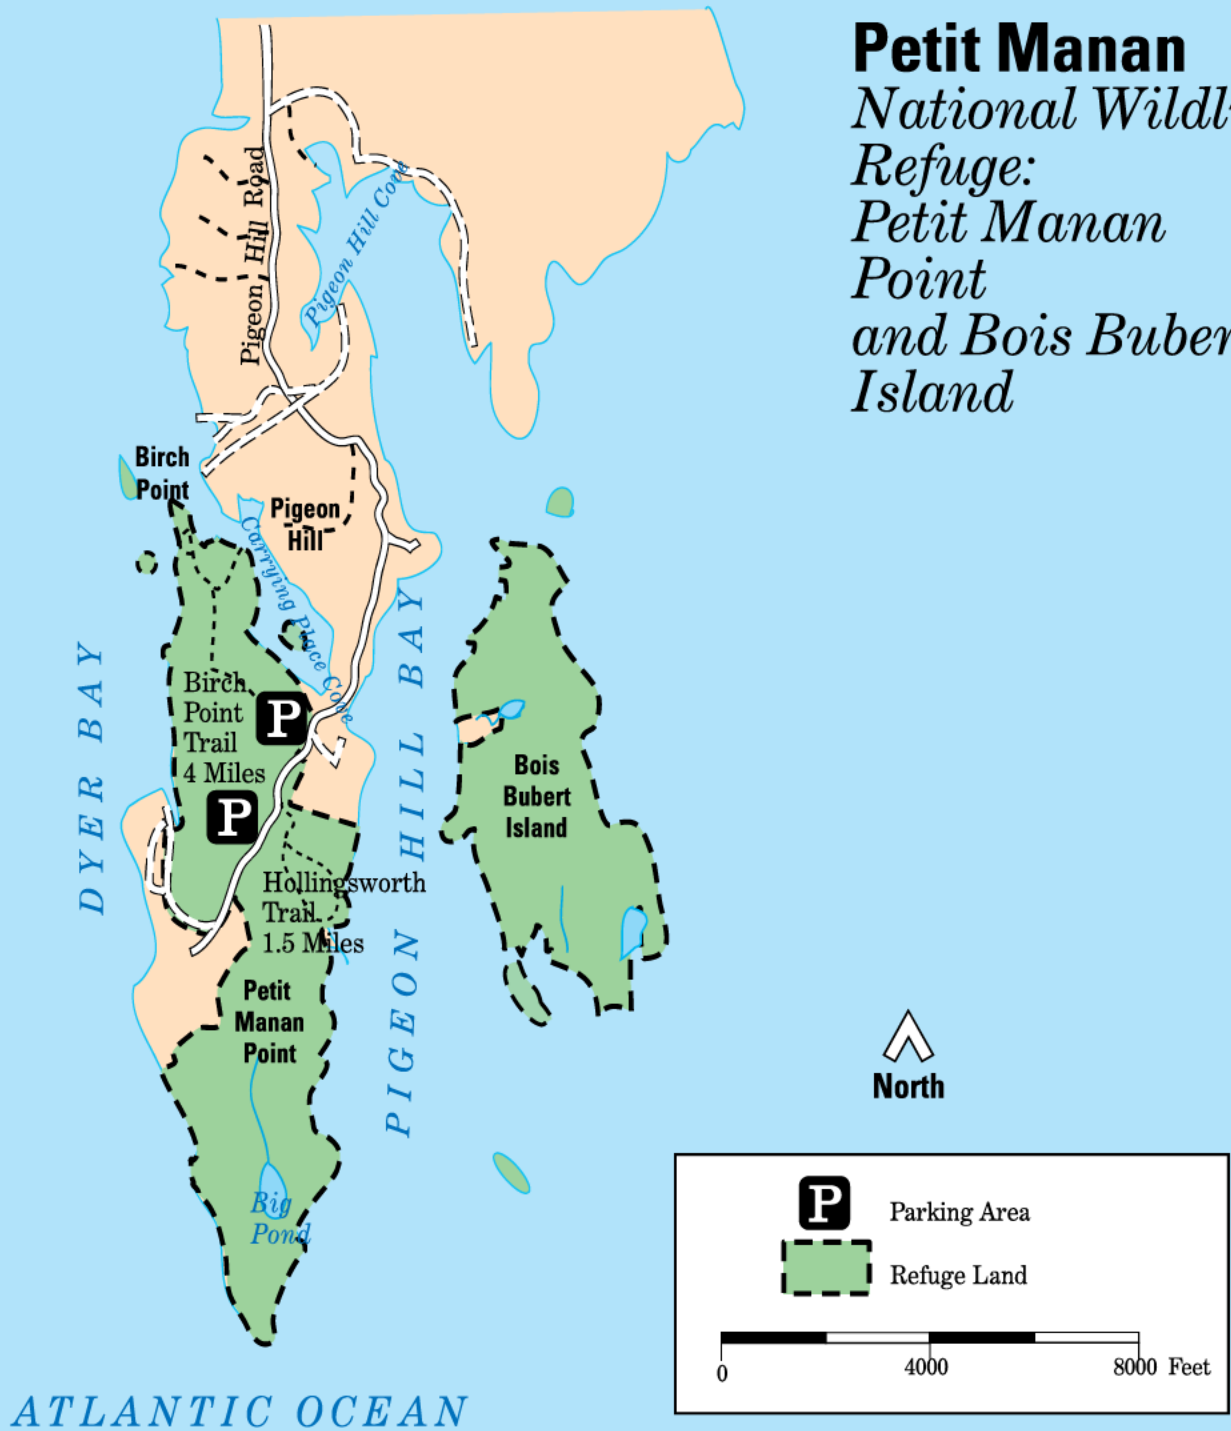 Petit Manan
National Wildl
Refuge:
Petit Manan
Point
and Bois Buber
Island
Pigeon Hill Road
Pigeon Hill Cove
Birch
Point
Pigeon
Hill
Carrying Place Cove
DYER BAY
PIGEON HILL BAY
Birch
Point
Trail
4 Miles
P
P
Bois
Bubert
Island
Hollingsworth
Trail
1.5 Miles
Petit
Manan
Point
Big
Pond
North
P Parking Area
Refuge Land
0 4000 8000 Feet
ATLANTIC OCEAN